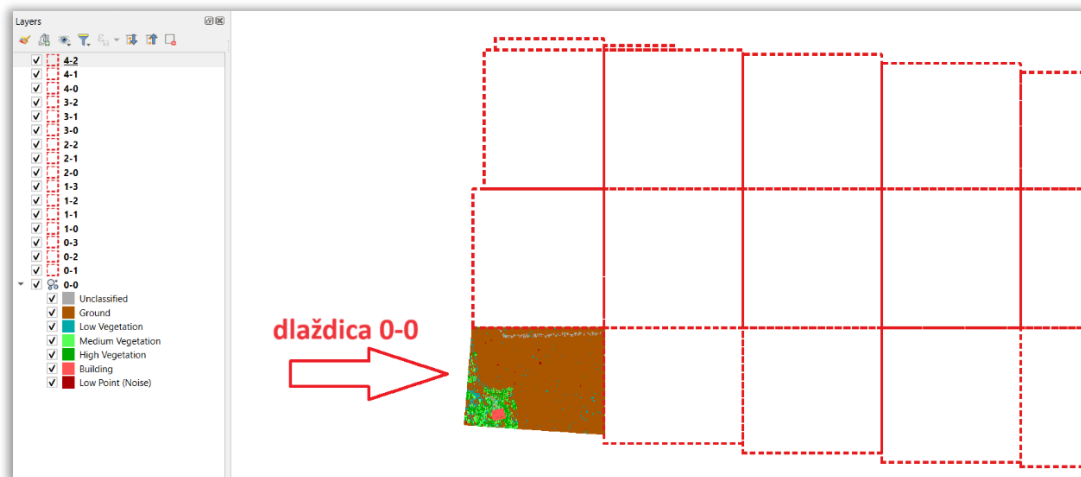 Layers
4-2
4-1
4-0
3-2
3-1
3-0
2-2
2-1
2-0
1-3
1-2
1-1
1-0
0-3
0-2
0-1
0-0
Unclassified
Ground
Low Vegetation
Medium Vegetation
High Vegetation
Building
Low Point (Noise)
dlaždica 0-0